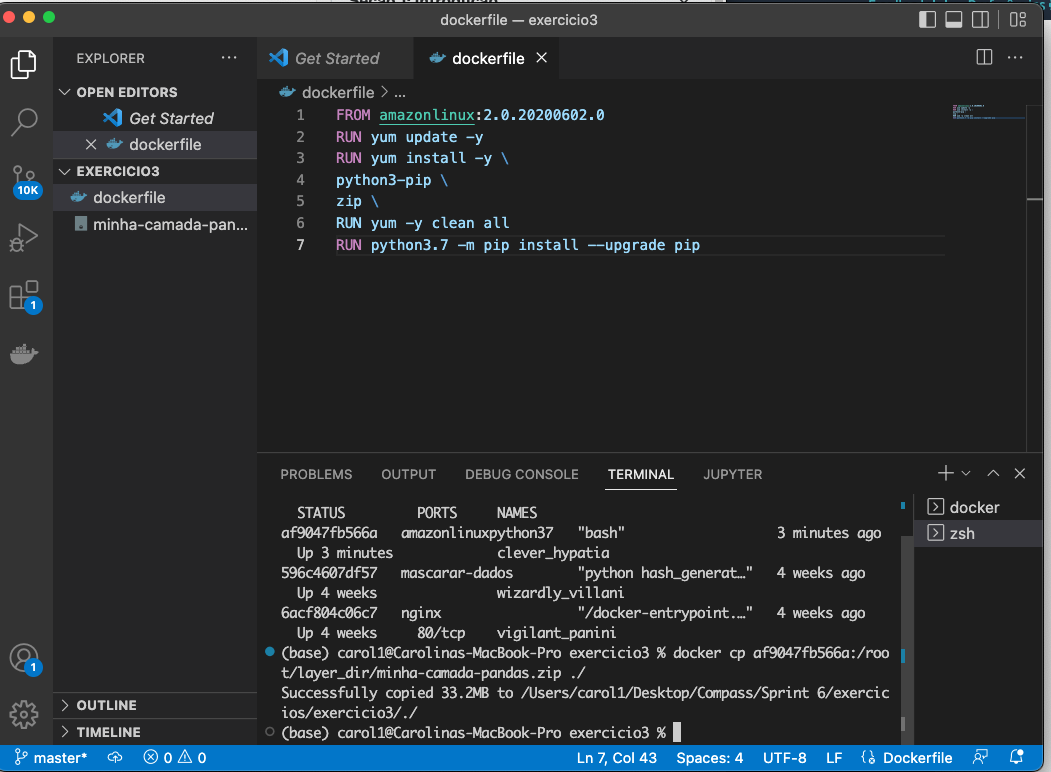 dockerfile — exercicio3
EXPLORER ···
OPEN EDITORS
Get Started
dockerfile
EXERCICIO3
dockerfile
minha-camada-pan...
10K
1
1
OUTLINE
TIMELINE
Get Started
dockerfile
dockerfile > ...
1 FROM amazonlinux:2.0.20200602.0
2 RUN yum update -y
3 RUN yum install -y \
4 python3-pip \
5 zip \
6 RUN yum -y clean all
7 RUN python3.7 -m pip install --upgrade pip
PROBLEMS OUTPUT DEBUG CONSOLE TERMINAL JUPYTER
STATUS PORTS NAMES
af9047fb566a amazonlinuxpython37 "bash" 3 minutes ago
Up 3 minutes clever_hypatia
596c4607df57 mascarar-dados "python hash_generat…" 4 weeks ago
Up 4 weeks wizardly_villani
6acf804c06c7 nginx "/docker-entrypoint.…" 4 weeks ago
Up 4 weeks 80/tcp vigilant_panini
(base) carol1@Carolinas-MacBook-Pro exercicio3 % docker cp af9047fb566a:/roo
t/layer_dir/minha-camada-pandas.zip ./
Successfully copied 33.2MB to /Users/carol1/Desktop/Compass/Sprint 6/exercic
ios/exercicio3/./
(base) carol1@Carolinas-MacBook-Pro exercicio3 %
docker
zsh
master* 0 0 Ln 7, Col 43 Spaces: 4 UTF-8 LF Dockerfile